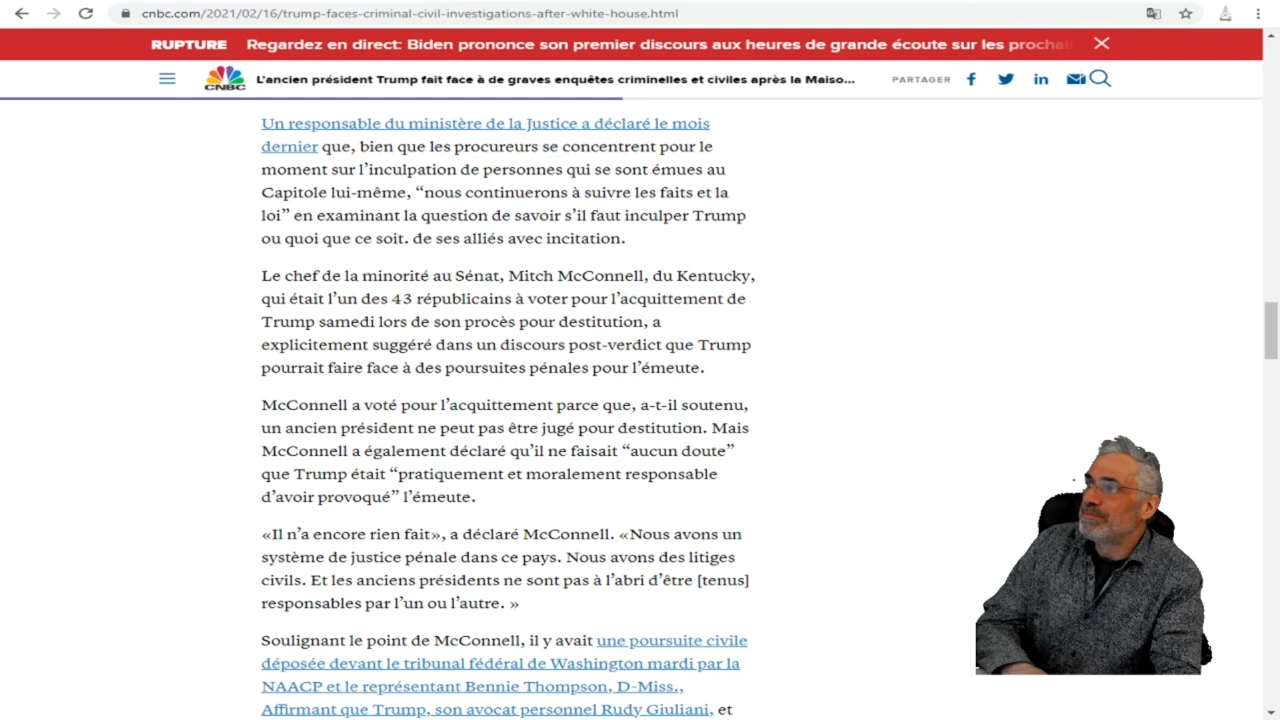 cnbc.com/2021/02/16/trump-faces-criminal-civil-investigations-after-white-house.html
RUPTURE Regardez en direct: Biden prononce son premier discours aux heures de grande écoute sur les prochain
CNBC L'ancien président Trump fait face à de graves enquêtes criminelles et civiles après la Maiso... PARTAGER
Un responsable du ministère de la Justice a déclaré le mois
dernier que, bien que les procureurs se concentrent pour le
moment sur l'inculpation de personnes qui se sont émues au
Capitole lui-même, “nous continuerons à suivre les faits et la
loi” en examinant la question de savoir s'il faut inculper Trump
ou quoi que ce soit. de ses alliés avec incitation.
Le chef de la minorité au Sénat, Mitch McConnell, du Kentucky,
qui était l'un des 43 républicains à voter pour l'acquittement de
Trump samedi lors de son procès pour destitution, a
explicitement suggéré dans un discours post-verdict que Trump
pourrait faire face à des poursuites pénales pour l'émeute.
McConnell a voté pour l'acquittement parce que, a-t-il soutenu,
un ancien président ne peut pas être jugé pour destitution. Mais
McConnell a également déclaré qu'il ne faisait “aucun doute”
que Trump était “pratiquement et moralement responsable
d'avoir provoqué” l'émeute.
«Il n'a encore rien fait», a déclaré McConnell. «Nous avons un
système de justice pénale dans ce pays. Nous avons des litiges
civils. Et les anciens présidents ne sont pas à l'abri d'être [tenus]
responsables par l'un ou l'autre. »
Soulignant le point de McConnell, il y avait une poursuite civile
déposée devant le tribunal fédéral de Washington mardi par la
NAACP et le représentant Bennie Thompson, D-Miss.,
Affirmant que Trump, son avocat personnel Rudy Giuliani, et